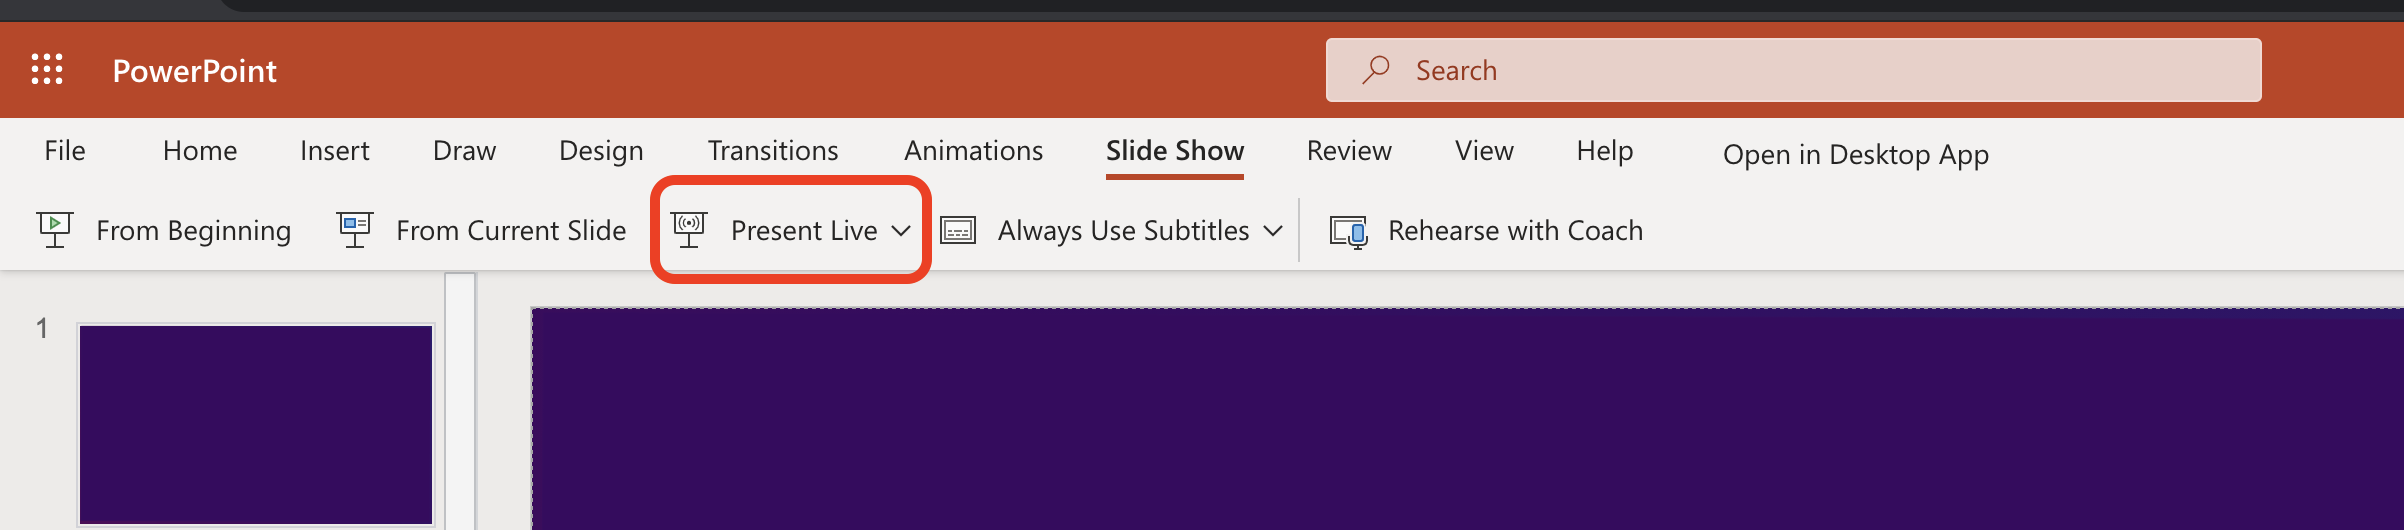 PowerPoint
Search
File Home Insert Draw Design Transitions Animations Slide Show Review View Help Open in Desktop App
From Beginning From Current Slide Present Live Always Use Subtitles Rehearse with Coach
1